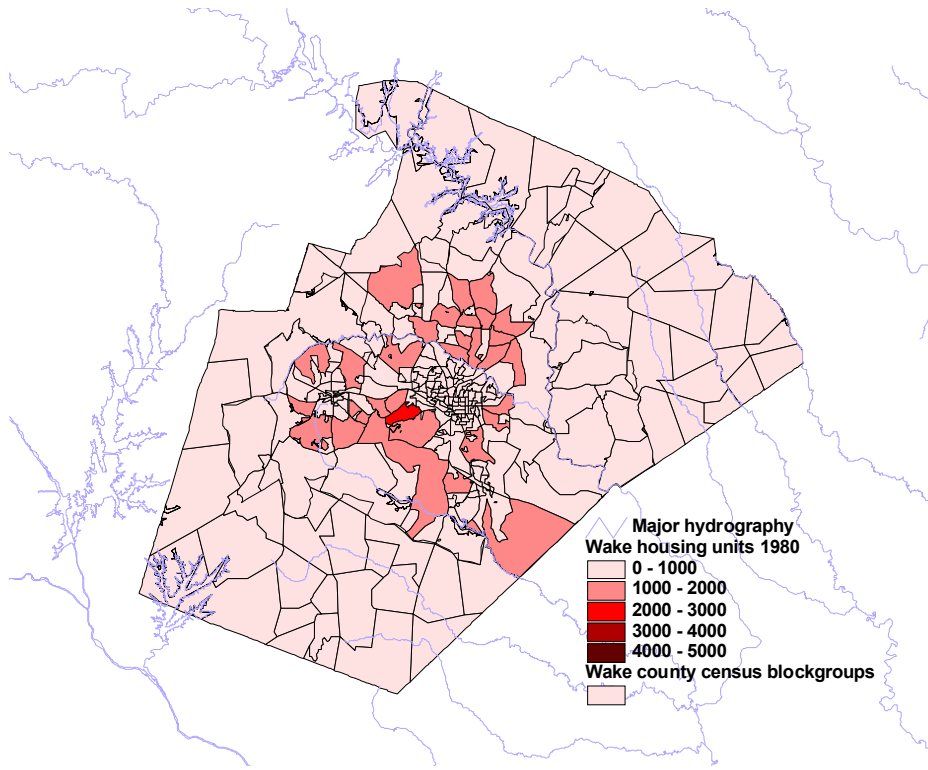 Major hydrography
Wake housing units 1980
0 - 1000
1000 - 2000
2000 - 3000
3000 - 4000
4000 - 5000
Wake county census blockgroups